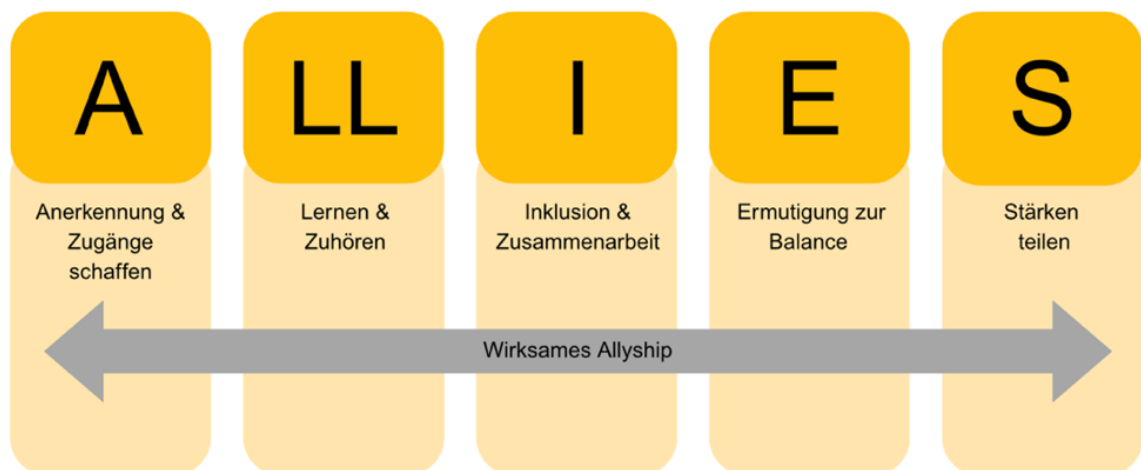 A
LL
I
E
S
Anerkennung &
Zugänge
schaffen
Lernen &
Zuhören
Inklusion &
Zusammenarbeit
Ermutigung zur
Balance
Stärken
teilen
Wirksames Allyship